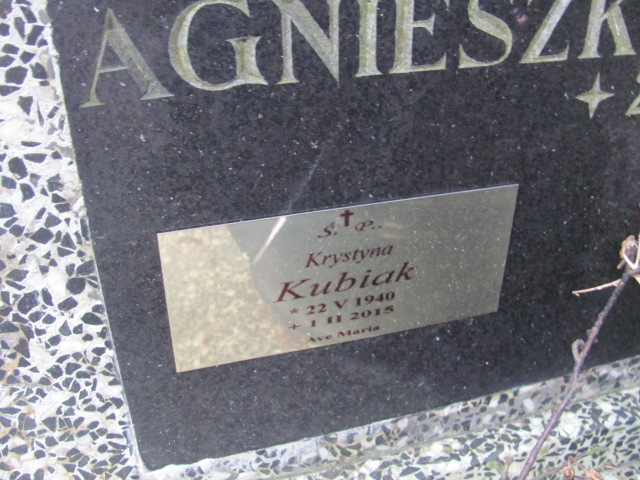 AGNIESZK
Ś. P.
Krystyna
Kubiak
* 22 V 1940
+ 1 II 2015
Ave Maria